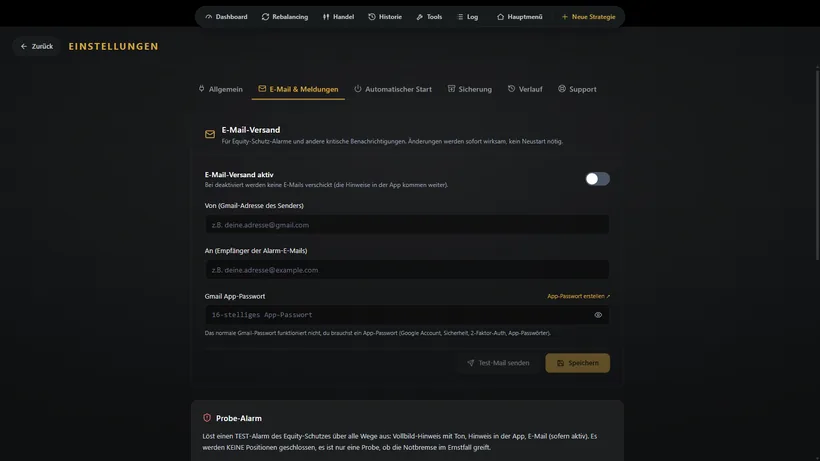 Dashboard Rebalancing Handel Historie Tools Log Hauptmenü + Neue Strategie
← Zurück EINSTELLUNGEN
Allgemein E-Mail & Meldungen Automatischer Start Sicherung Verlauf Support
E-Mail-Versand
Für Equity-Schutz-Alarme und andere kritische Benachrichtigungen. Änderungen werden sofort wirksam, kein Neustart nötig.
E-Mail-Versand aktiv
Bei deaktiviert werden keine E-Mails verschickt (die Hinweise in der App kommen weiter).
Von (Gmail-Adresse des Senders)
z.B. deine.adresse@gmail.com
An (Empfänger der Alarm-E-Mails)
z.B. deine.adresse@example.com
Gmail App-Passwort App-Passwort erstellen ↗
16-stelliges App-Passwort
Das normale Gmail-Passwort funktioniert nicht, du brauchst ein App-Passwort (Google Account, Sicherheit, 2-Faktor-Auth, App-Passwörter).
Test-Mail senden Speichern
Probe-Alarm
Löst einen TEST-Alarm des Equity-Schutzes über alle Wege aus: Vollbild-Hinweis mit Ton, Hinweis in der App, E-Mail (sofern aktiv). Es
werden KEINE Positionen geschlossen, es ist nur eine Probe, ob die Notbremse im Ernstfall greift.